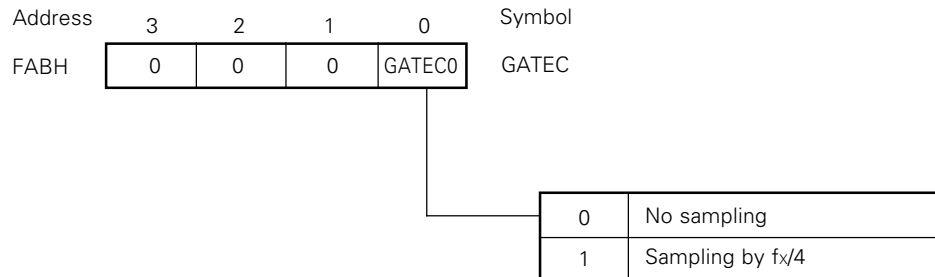 Address 3 2 1 0 Symbol
FABH 0 0 0 GATEC0 GATEC
0 No sampling
1 Sampling by fx/4